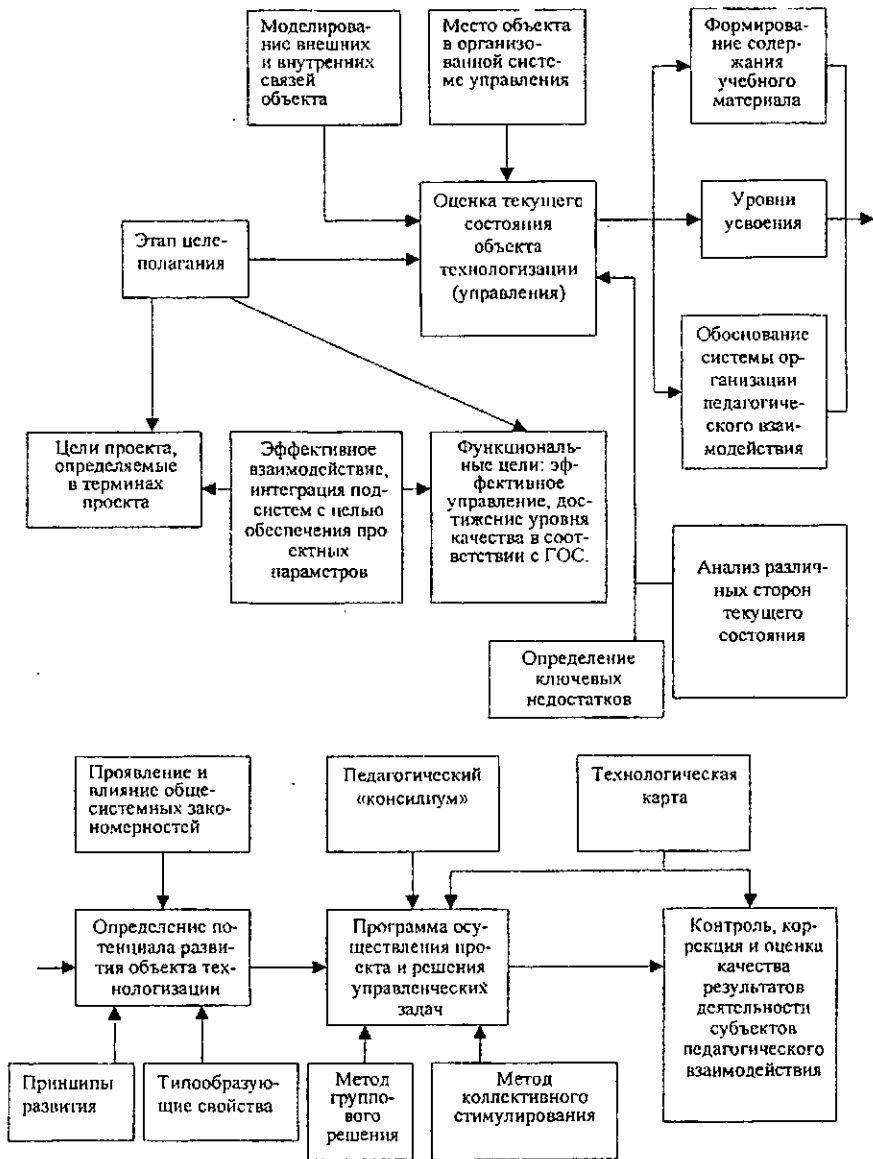 Моделирова-
ние внешних
и внутренних
связей
объекта
Место объекта
в организо-
ванной систе-
ме управления
Формирова-
ние содер-
жания
учебного
материала
Этап целе-
полагания
Оценка текущего
состояния
объекта
технологизации
(управления)
Уровни
усвоения
Обоснование
системы ор-
ганизации
педагогиче-
ского взаи-
модействия
Цели проекта,
определяемые
в терминах
проекта
Эффективное
взаимодействие,
интеграция под-
систем с целью
обеспечения про-
ектных
параметров
Функциональ-
ные цели: эф-
фективное
управление, дос-
тижение уровня
качества в соот-
ветствии с ГОС.
Анализ различ-
ных сторон
текущего
состояния
Определение
ключевых
недостатков
Проявление и
влияние обще-
системных зако-
номерностей
Педагогический
«консилиум»
Технологическая
карта
Определение по-
тенциала разви-
тия объекта тех-
нологизации
Программа осу-
ществления про-
екта и решения
управленческих
задач
Контроль, кор-
рекция и оценка
качества
результатов
деятельности
субъектов
педагогического
взаимодействия
Принципы
развития
Типообразую-
щие свойства
Метод
группо-
вого
решения
Метод
коллективного
стимулирования